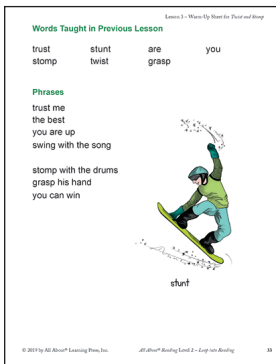 Lesson 3 – Warm-Up Sheet for Twist and Stomp
Words Taught in Previous Lesson
trust stunt are you
stomp twist grasp
Phrases
trust me
the best
you are up
swing with the song
stomp with the drums
grasp his hand
you can win
stunt
© 2019 by All About® Learning Press, Inc. All About® Reading Level 2 – Leap into Reading 33